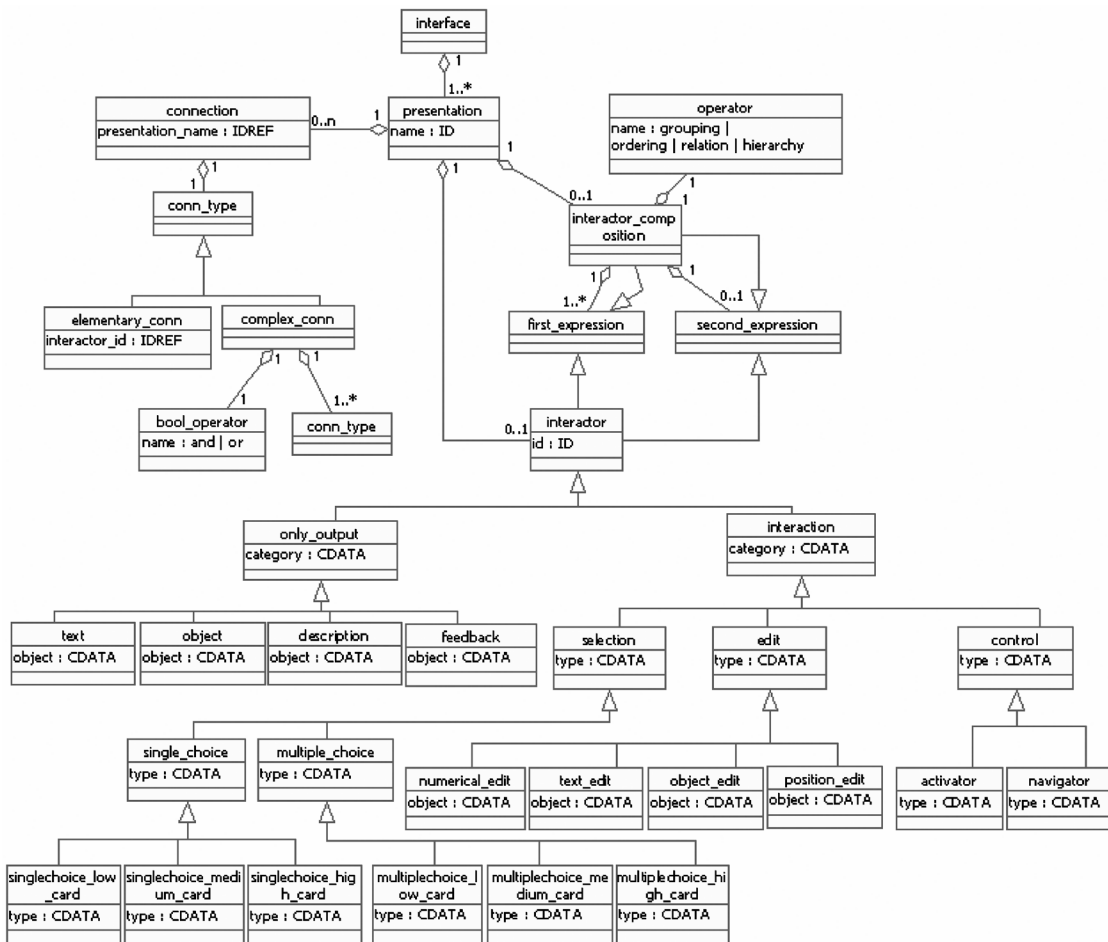 interface
1
1..*
connection
presentation_name : IDREF
0..n
1
presentation
name : ID
operator
name : grouping |
ordering | relation | hierarchy
1
1
1
1
1
conn_type
0..1
1
interactor_comp
osition
1
1
1..*
0..1
elementary_conn
interactor_id : IDREF
complex_conn
first_expression
second_expression
1
1
1
1..*
bool_operator
name : and | or
conn_type
0..1
interactor
id : ID
only_output
category : CDATA
interaction
category : CDATA
text
object : CDATA
object
object : CDATA
description
object : CDATA
feedback
object : CDATA
selection
type : CDATA
edit
type : CDATA
control
type : CDATA
single_choice
type : CDATA
multiple_choice
type : CDATA
numerical_edit
object : CDATA
text_edit
object : CDATA
object_edit
object : CDATA
position_edit
object : CDATA
activator
type : CDATA
navigator
type : CDATA
singlechoice_low
_card
type : CDATA
singlechoice_medi
um_card
type : CDATA
singlechoice_hig
h_card
type : CDATA
multiplechoice_l
ow_card
type : CDATA
multiplechoice_me
dium_card
type : CDATA
multiplechoice_hi
gh_card
type : CDATA